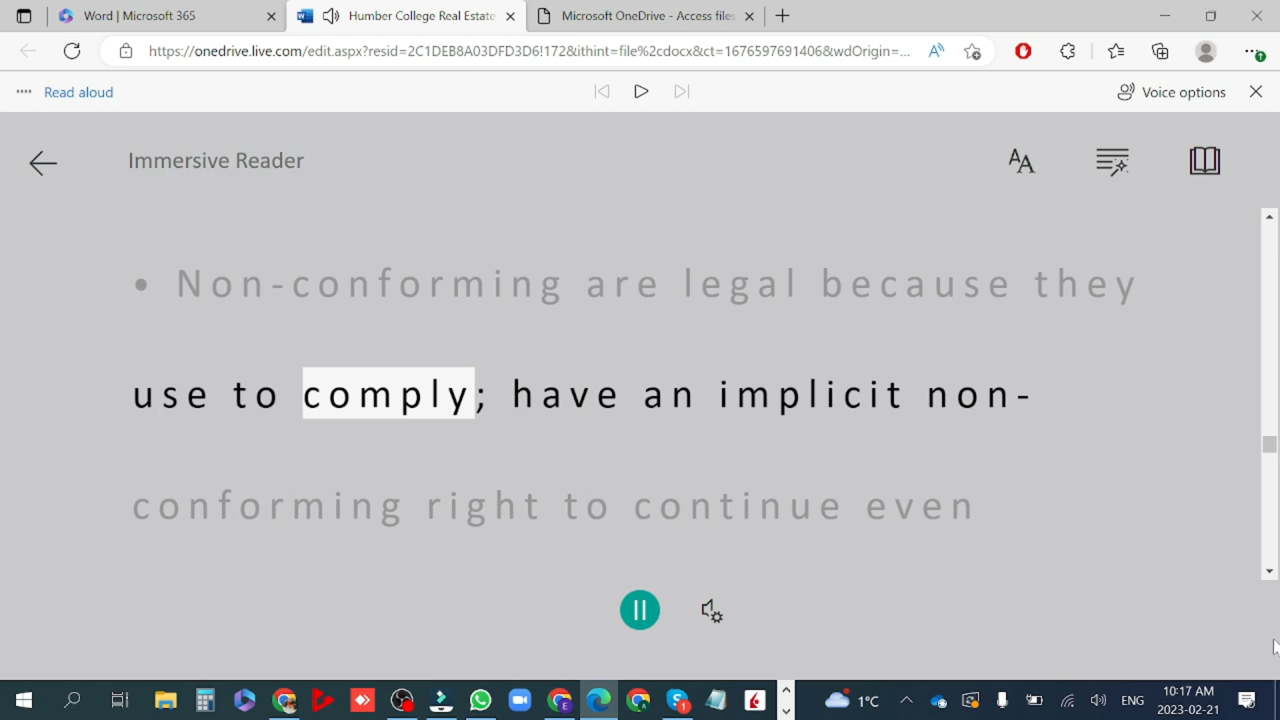 Word | Microsoft 365
Humber College Real Estate
Microsoft OneDrive - Access files
https://onedrive.live.com/edit.aspx?resid=2C1DEB8A03DFD3D6!172&ithint=file%2cdocx&ct=1676597691406&wdOrigin=...
Read aloud
Voice options
Immersive Reader
• Non-conforming are legal because they
use to comply; have an implicit non-
conforming right to continue even
1°C
ENG
10:17 AM
2023-02-21